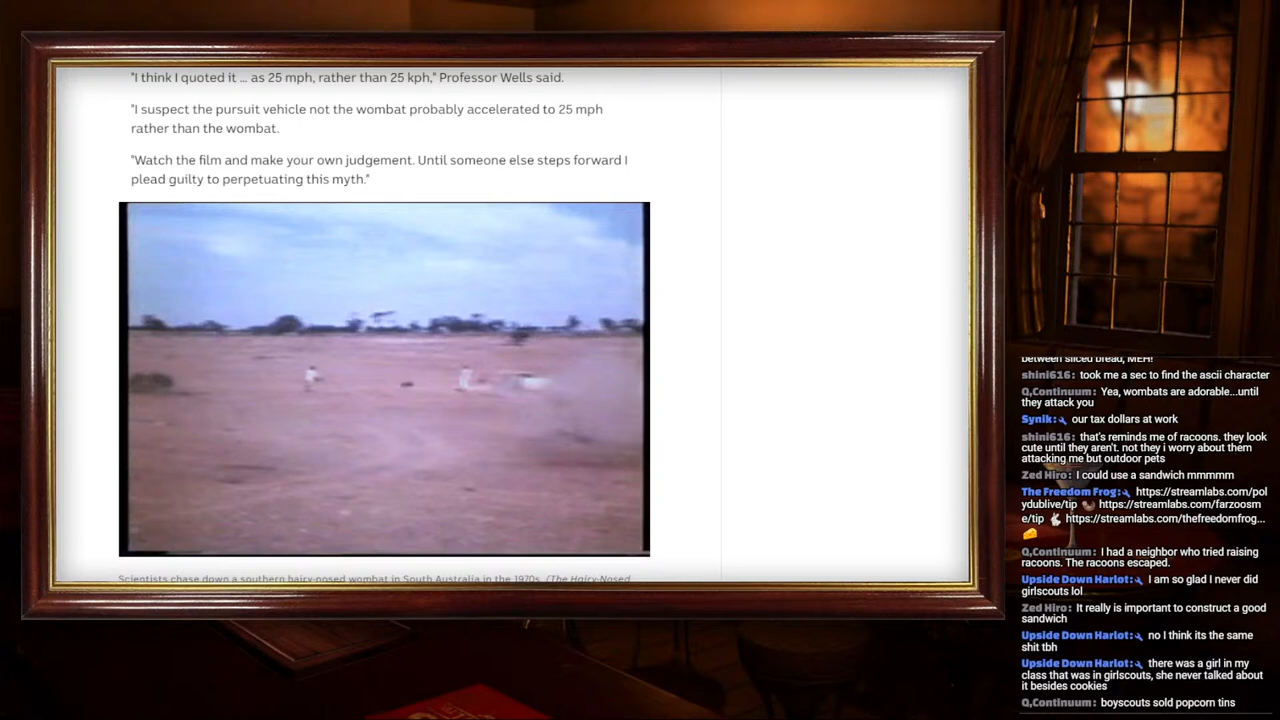 "I think I quoted it ... as 25 mph, rather than 25 kph," Professor Wells said.
"I suspect the pursuit vehicle not the wombat probably accelerated to 25 mph
rather than the wombat.
"Watch the film and make your own judgement. Until someone else steps forward I
plead guilty to perpetuating this myth."
Scientists chase down a southern hairy-nosed wombat in South Australia in the 1970s. (The Hairy-Nosed
between sliced bread, MEH!
shini616: took me a sec to find the ascii character
Q,Continuum: Yea, wombats are adorable...until
they attack you
Synik: our tax dollars at work
shini616: that's reminds me of racoons. they look
cute until they aren't. not they i worry about them
attacking me but outdoor pets
Zed Hiro: I could use a sandwich mmmmm
The Freedom Frog: https://streamlabs.com/pol
ydublive/tip https://streamlabs.com/farzoosm
e/tip https://streamlabs.com/thefreedomfrog...
Q,Continuum: I had a neighbor who tried raising
racoons. The racoons escaped.
Upside Down Harlot: I am so glad I never did
girlscouts lol
Zed Hiro: It really is important to construct a good
sandwich
Upside Down Harlot: no I think its the same
shit tbh
Upside Down Harlot: there was a girl in my
class that was in girlscouts, she never talked about
it besides cookies
Q,Continuum: boyscouts sold popcorn tins